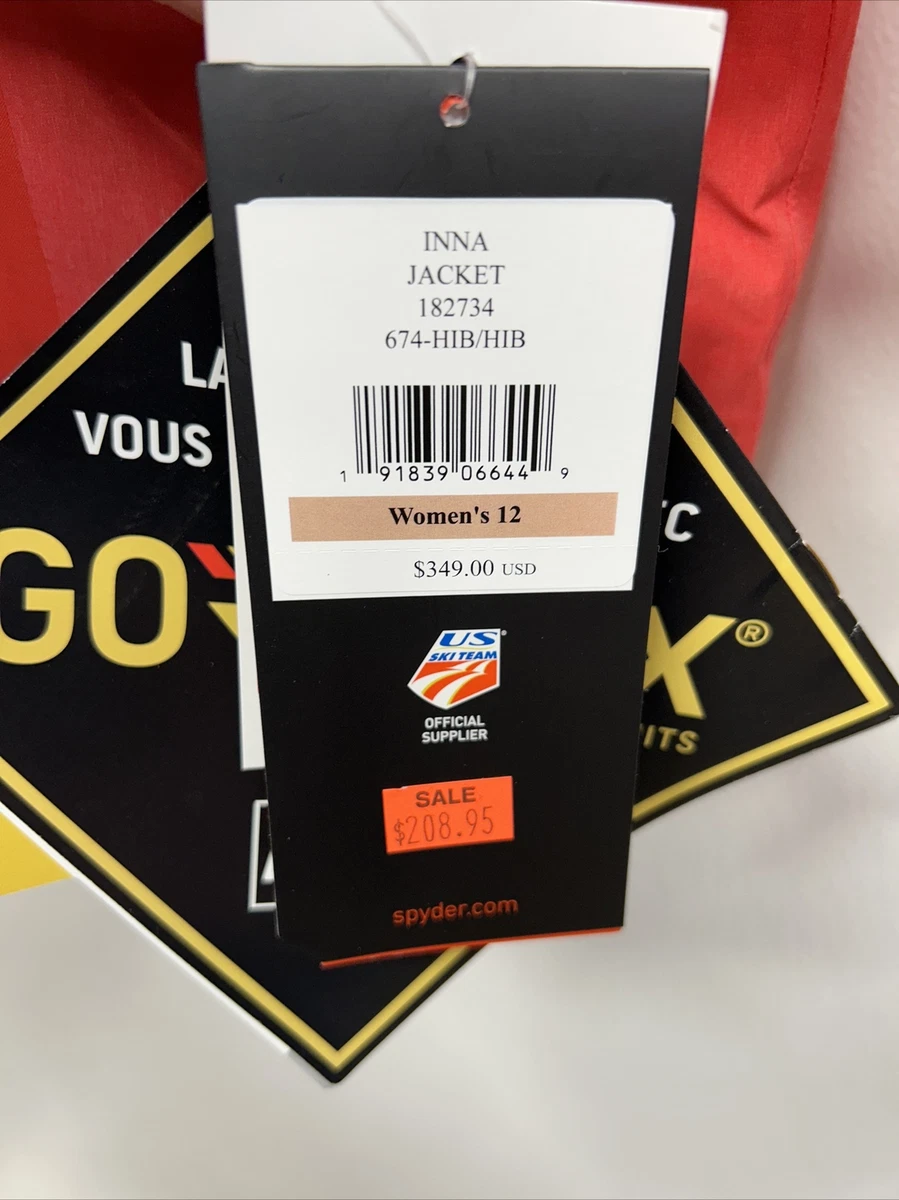 INNA
JACKET
182734
674-HIB/HIB
1 91839 06644 9
Women's 12
$349.00 USD
US
SKI TEAM
OFFICIAL
SUPPLIER
SALE
$208.95
spyder.com
VOUS
GO
X®